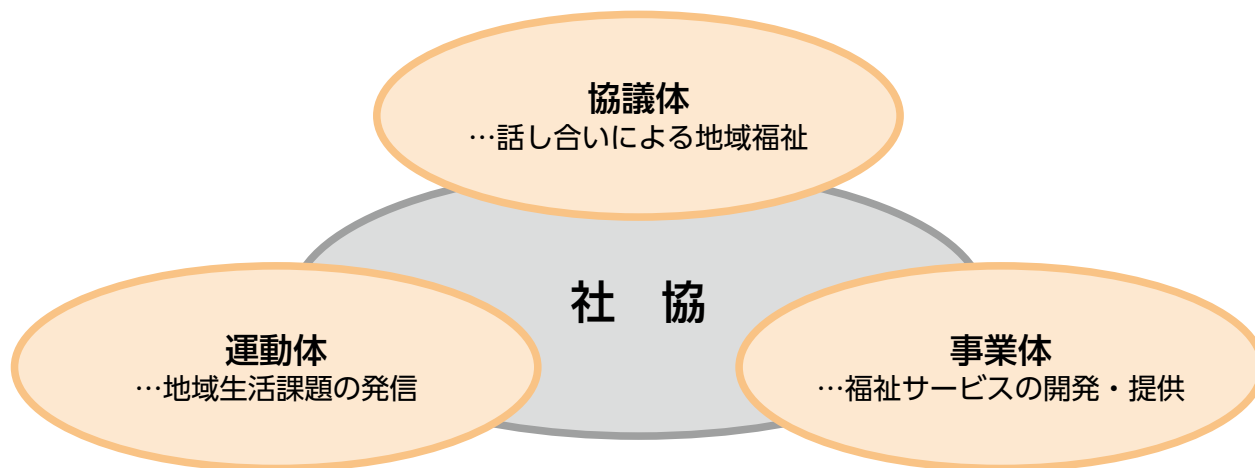 協議体
…話し合いによる地域福祉
社　協
運動体
…地域生活課題の発信
事業体
…福祉サービスの開発・提供